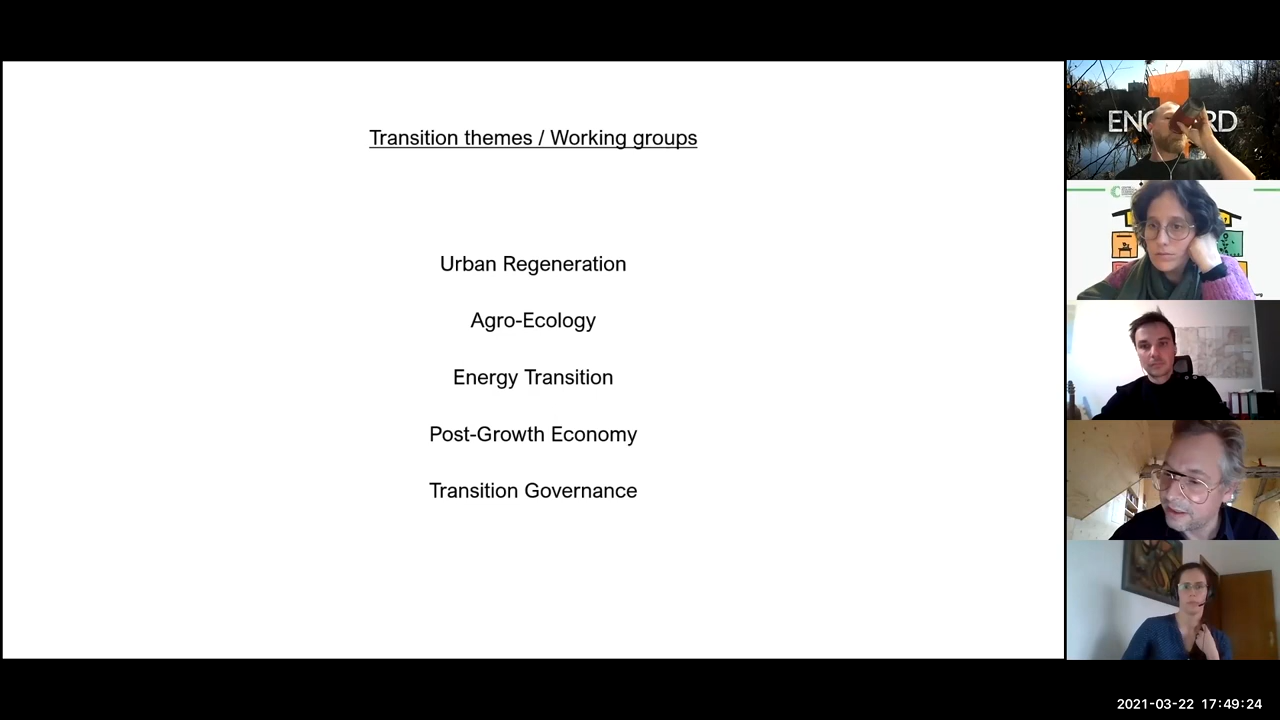 Transition themes / Working groups
Urban Regeneration
Agro-Ecology
Energy Transition
Post-Growth Economy
Transition Governance
2021-03-22 17:49:24